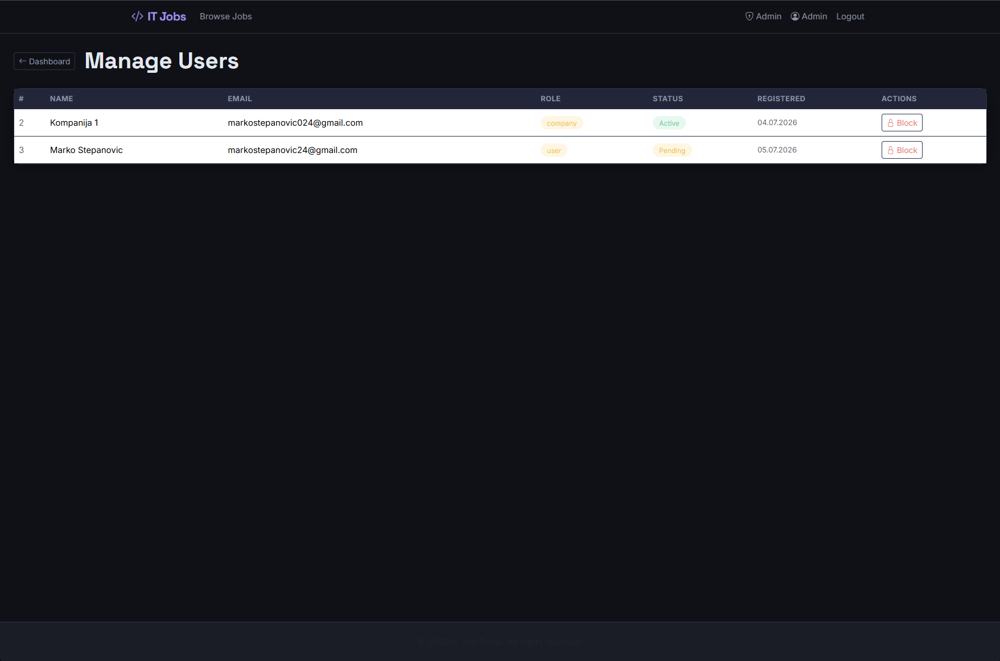 </> IT Jobs Browse Jobs Admin Admin Logout
← Dashboard Manage Users
# NAME EMAIL ROLE STATUS REGISTERED ACTIONS
2 Kompanija 1 markostepanovic024@gmail.com company Active 04.07.2026 Block
3 Marko Stepanovic markostepanovic24@gmail.com user Pending 05.07.2026 Block
© 2026 IT Job Portal. All rights reserved.